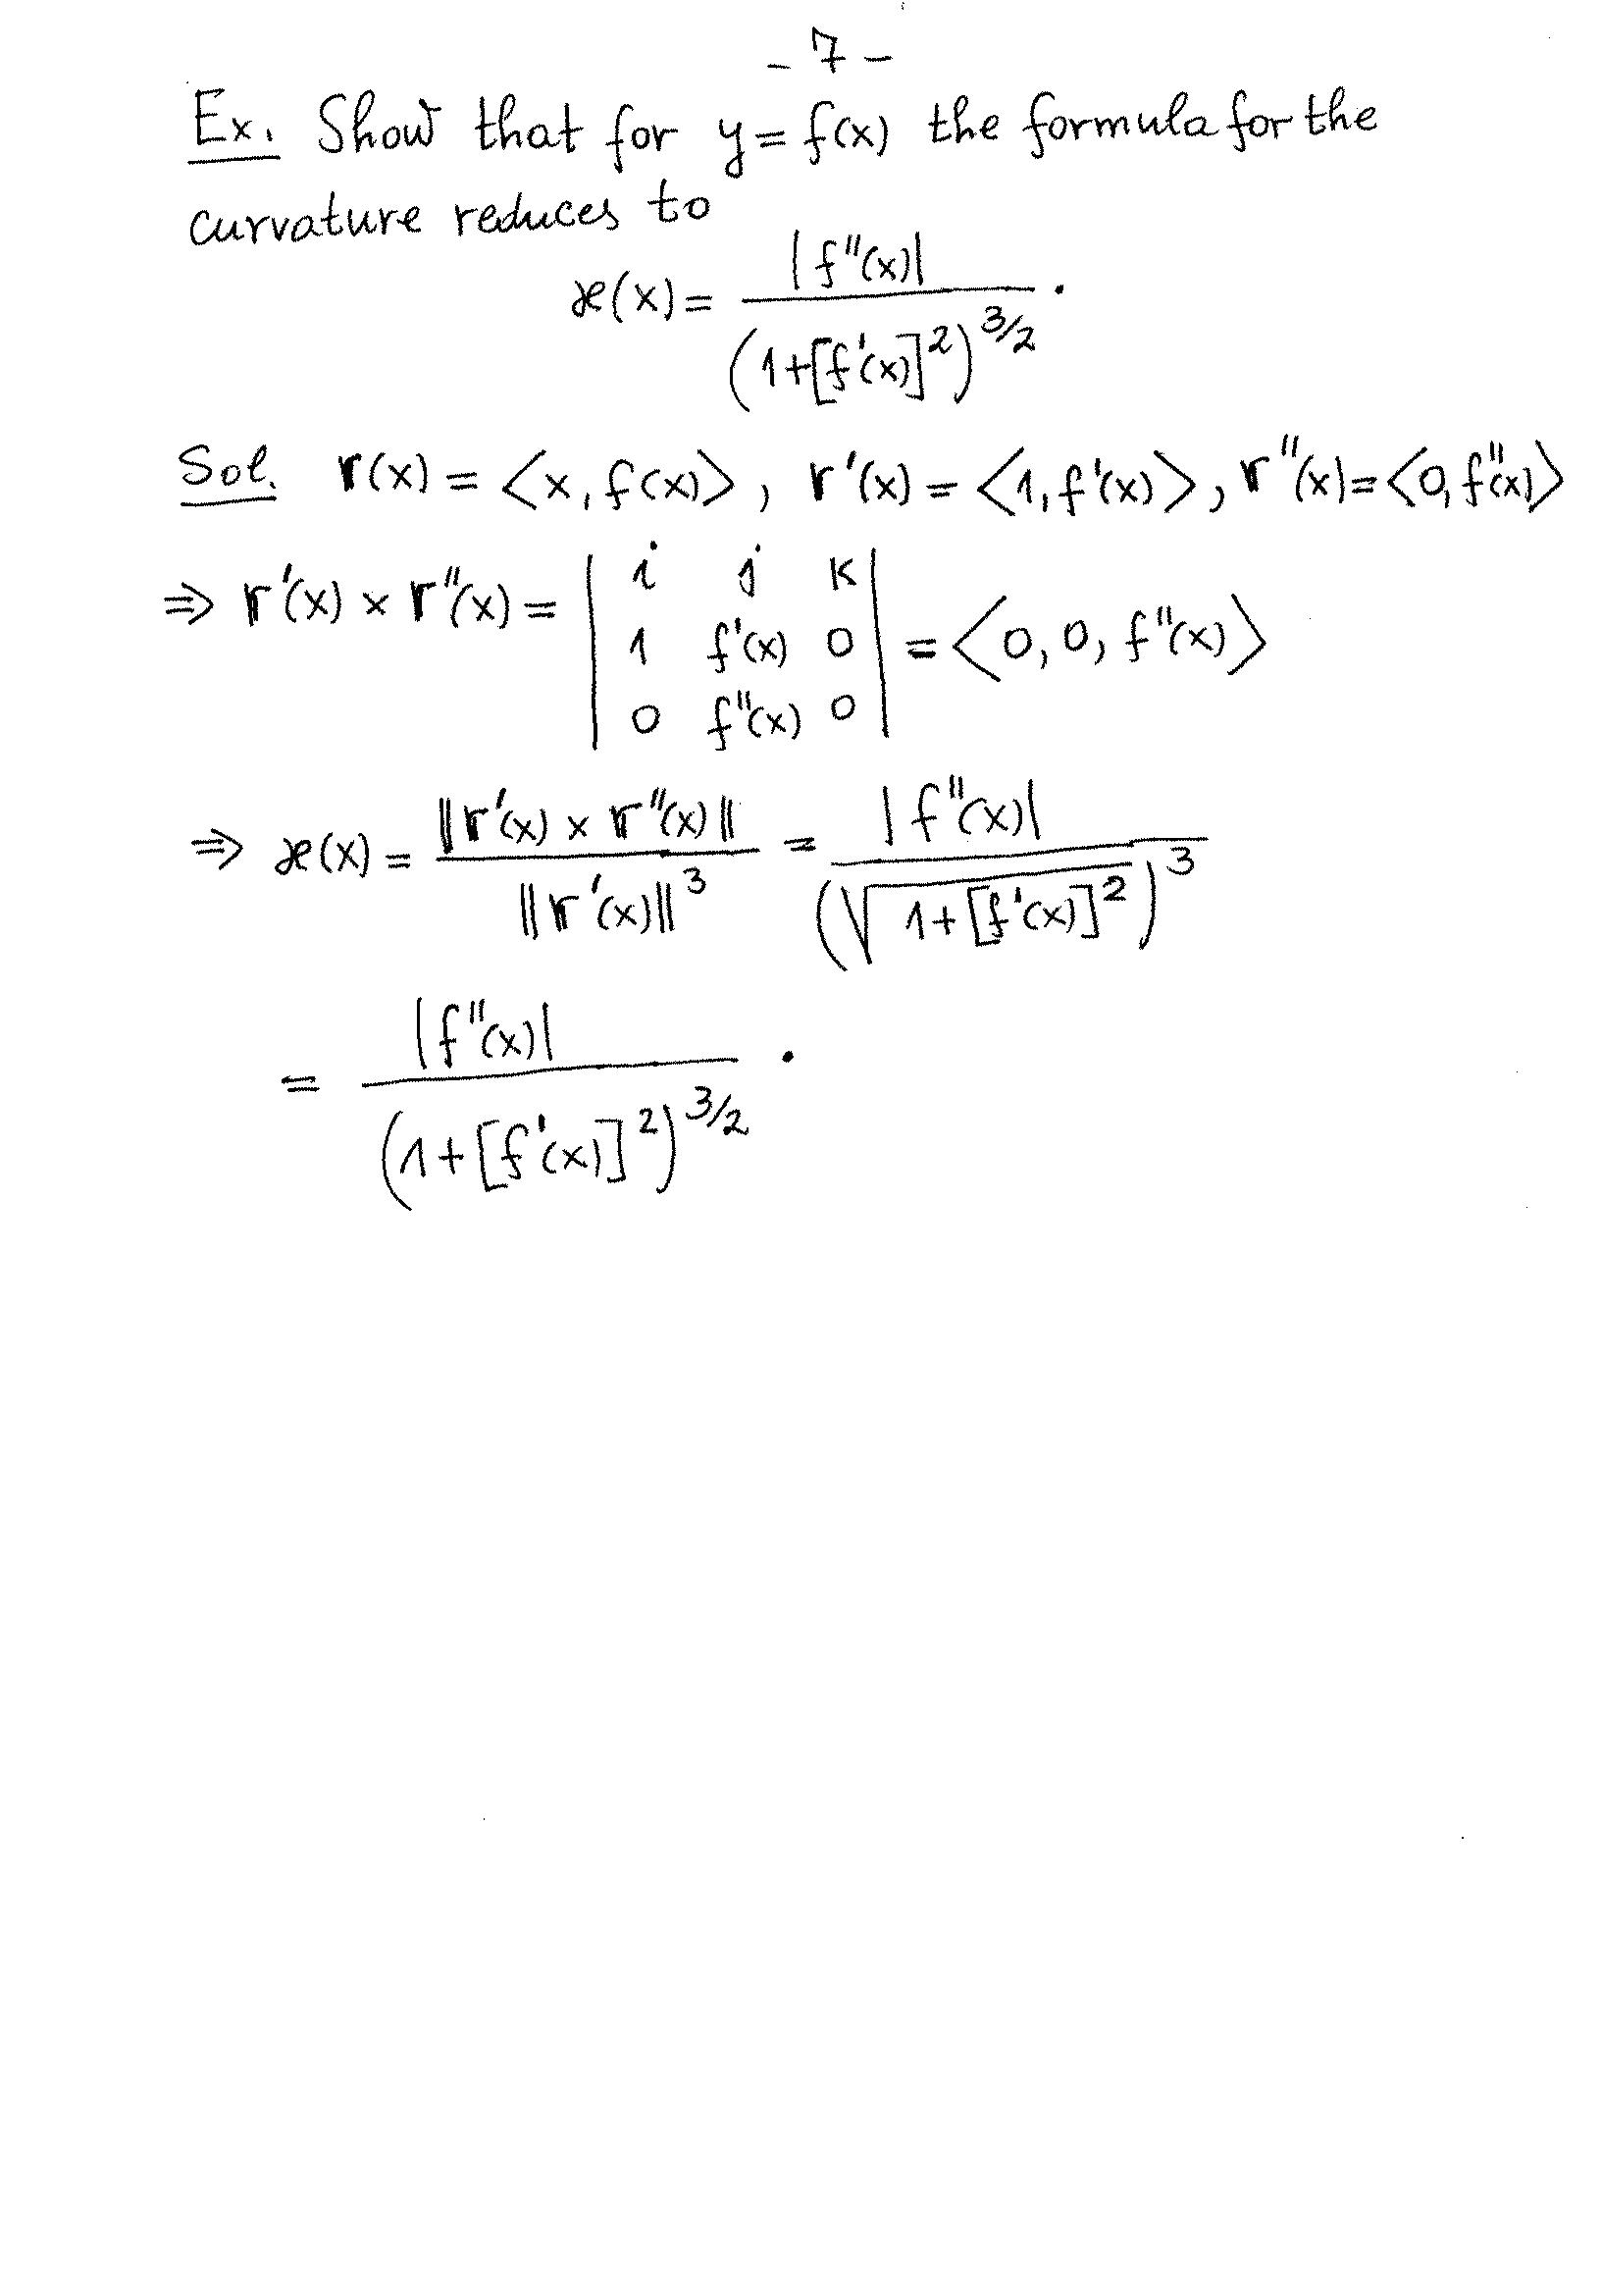 - 7 -
Ex. Show that for y = f(x) the formula for the
curvature reduces to
æ(x) = |f''(x)| / (1+[f'(x)]²)^{3/2} .
Sol. r(x) = <x, f(x)>, r'(x) = <1, f'(x)>, r''(x) = <0, f''(x)>
⇒ r'(x) × r''(x) = | i j k |
| 1 f'(x) 0 | = <0, 0, f''(x)>
| 0 f''(x) 0 |
⇒ æ(x) = ||r'(x) × r''(x)|| / ||r'(x)||³ = |f''(x)| / (√(1+[f'(x)]²))³
= |f''(x)| / (1+[f'(x)]²)^{3/2} .